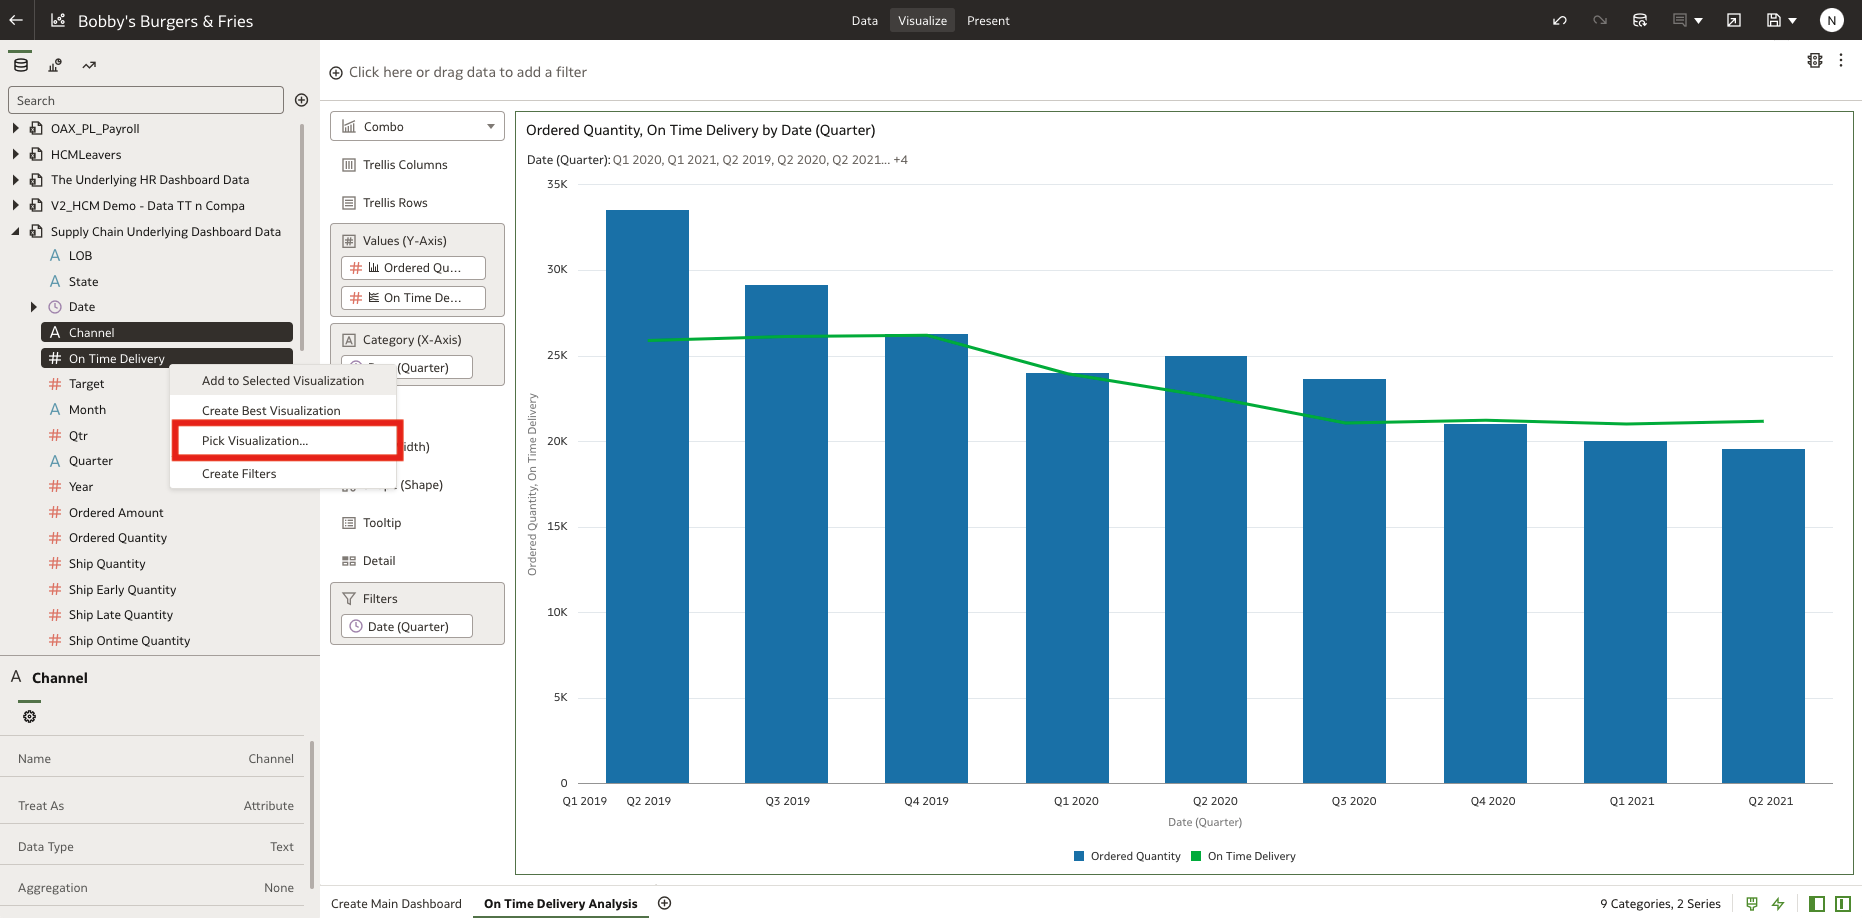 Bobby's Burgers & Fries
Data
Visualize
Present
N
Search
OAX_PL_Payroll
HCMLeavers
The Underlying HR Dashboard Data
V2_HCM Demo - Data TT n Compa
Supply Chain Underlying Dashboard Data
A LOB
A State
Date
A Channel
# On Time Delivery
# Target
A Month
# Qtr
A Quarter
# Year
# Ordered Amount
# Ordered Quantity
# Ship Quantity
# Ship Early Quantity
# Ship Late Quantity
# Ship Ontime Quantity
Add to Selected Visualization
Create Best Visualization
Pick Visualization...
Create Filters
A Channel
Name Channel
Treat As Attribute
Data Type Text
Aggregation None
Click here or drag data to add a filter
Combo
Trellis Columns
Trellis Rows
Values (Y-Axis)
# Ordered Qu...
# On Time De...
Category (X-Axis)
(Quarter)
idth)
(Shape)
Tooltip
Detail
Filters
Date (Quarter)
Ordered Quantity, On Time Delivery by Date (Quarter)
Date (Quarter): Q1 2020, Q1 2021, Q2 2019, Q2 2020, Q2 2021... +4
35K
30K
25K
20K
15K
10K
5K
0
Ordered Quantity, On Time Delivery
Q1 2019 Q2 2019 Q3 2019 Q4 2019 Q1 2020 Q2 2020 Q3 2020 Q4 2020 Q1 2021 Q2 2021
Date (Quarter)
Ordered Quantity On Time Delivery
Create Main Dashboard
On Time Delivery Analysis
9 Categories, 2 Series